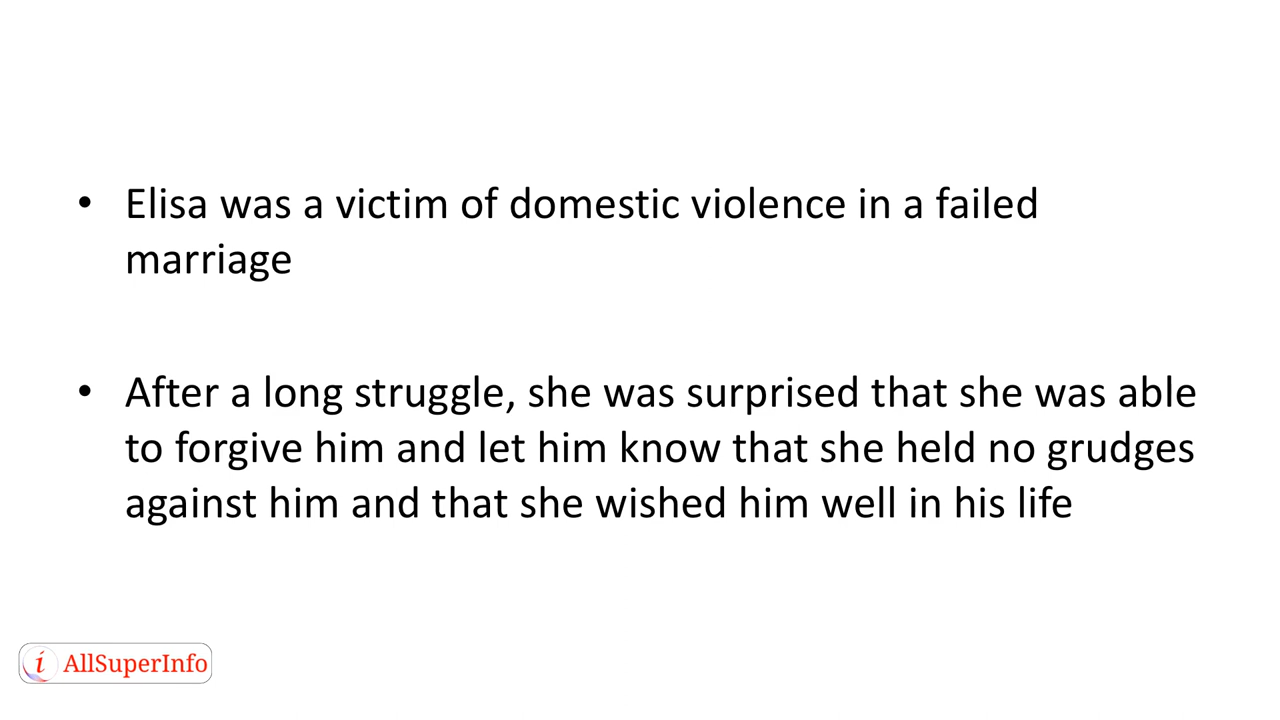 • Elisa was a victim of domestic violence in a failed
marriage
• After a long struggle, she was surprised that she was able
to forgive him and let him know that she held no grudges
against him and that she wished him well in his life
i AllSuperInfo